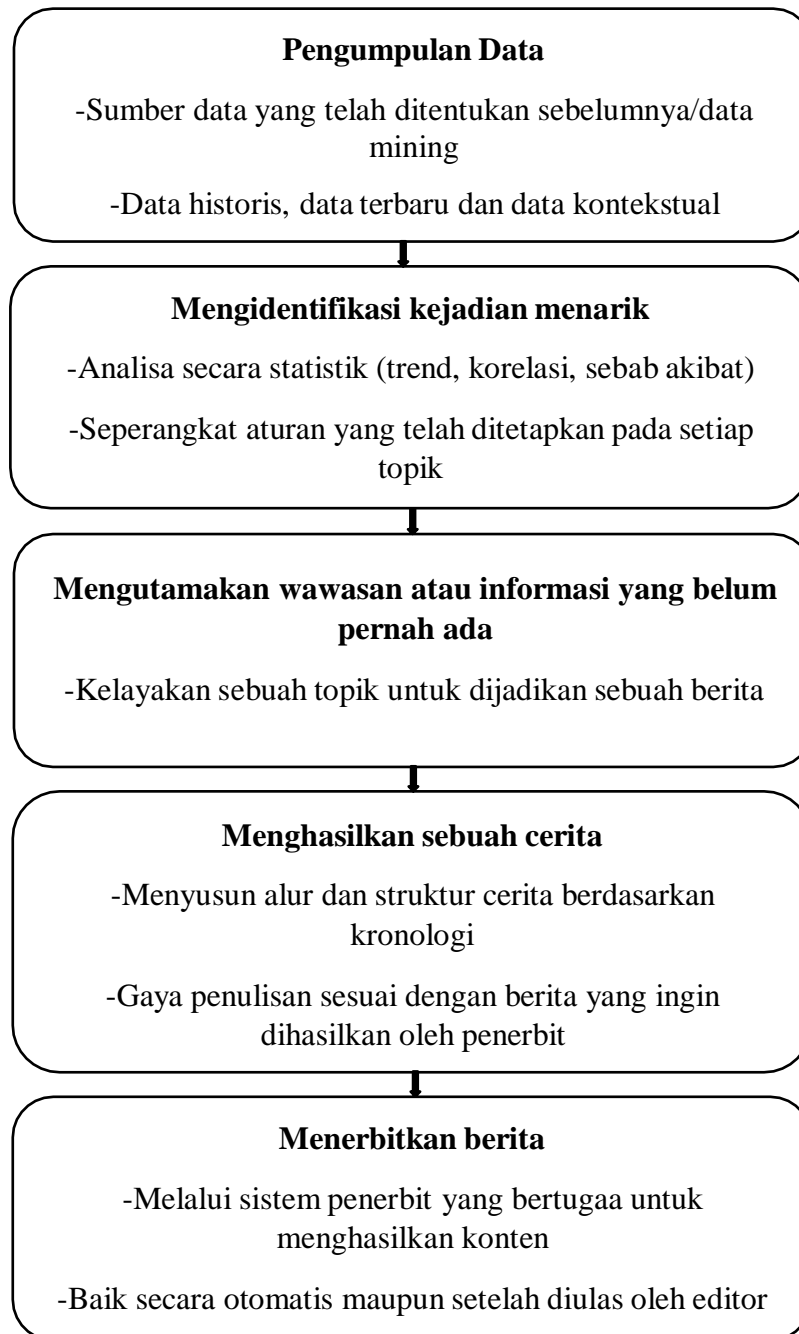 Pengumpulan Data
-Sumber data yang telah ditentukan sebelumnya/data
mining
-Data historis, data terbaru dan data kontekstual
Mengidentifikasi kejadian menarik
-Analisa secara statistik (trend, korelasi, sebab akibat)
-Seperangkat aturan yang telah ditetapkan pada setiap
topik
Mengutamakan wawasan atau informasi yang belum
pernah ada
-Kelayakan sebuah topik untuk dijadikan sebuah berita
Menghasilkan sebuah cerita
-Menyusun alur dan struktur cerita berdasarkan
kronologi
-Gaya penulisan sesuai dengan berita yang ingin
dihasilkan oleh penerbit
Menerbitkan berita
-Melalui sistem penerbit yang bertugaa untuk
menghasilkan konten
-Baik secara otomatis maupun setelah diulas oleh editor